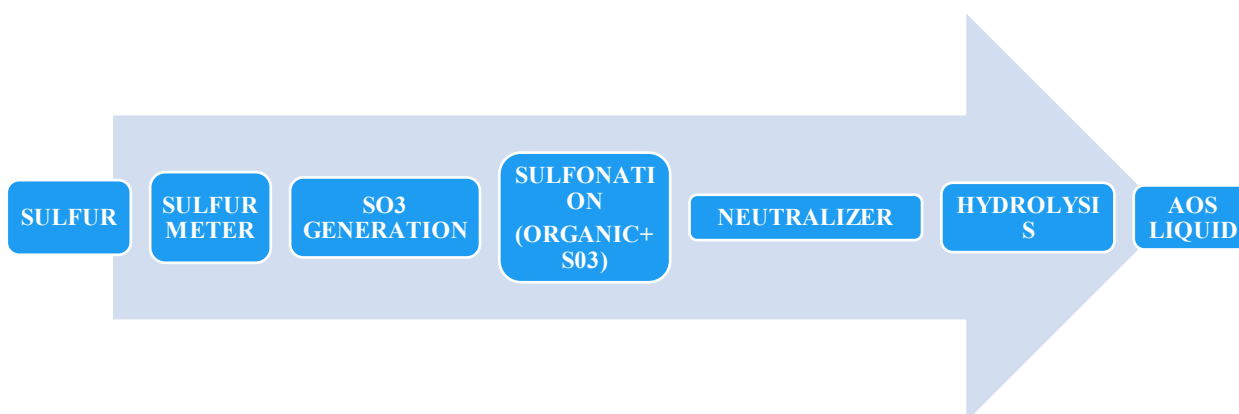 SULFUR
SULFUR
METER
SO3
GENERATION
SULFONATI
ON
(ORGANIC+
S03)
NEUTRALIZER
HYDROLYSI
S
AOS
LIQUID